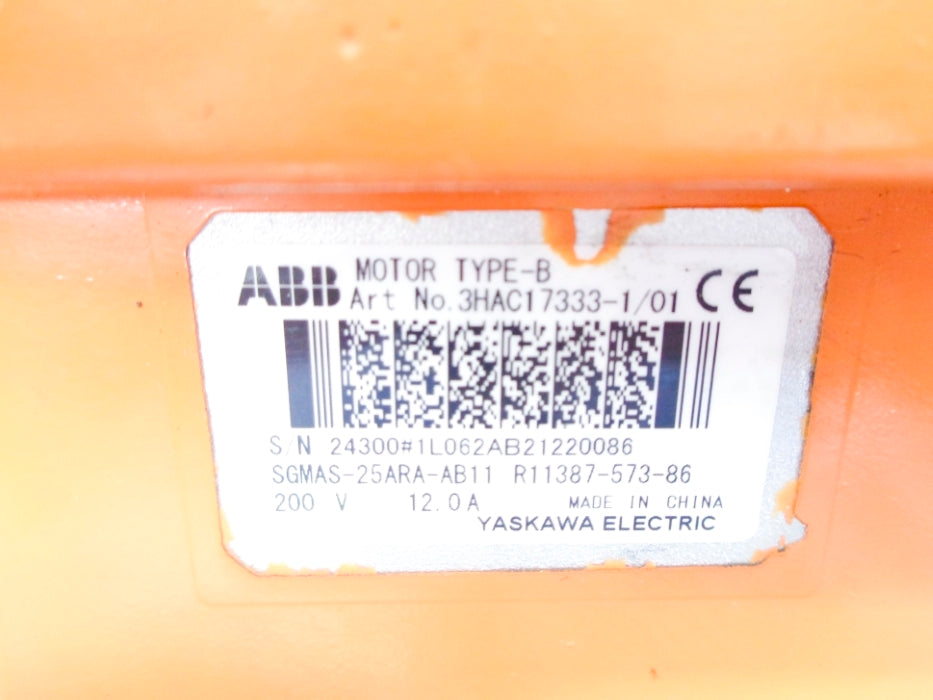 ABB MOTOR TYPE-B
Art No.3HAC17333-1/01 CE
S/N 24300#1L062AB21220086
SGMAS-25ARA-AB11 R11387-573-86
200 V 12.0A MADE IN CHINA
YASKAWA ELECTRIC